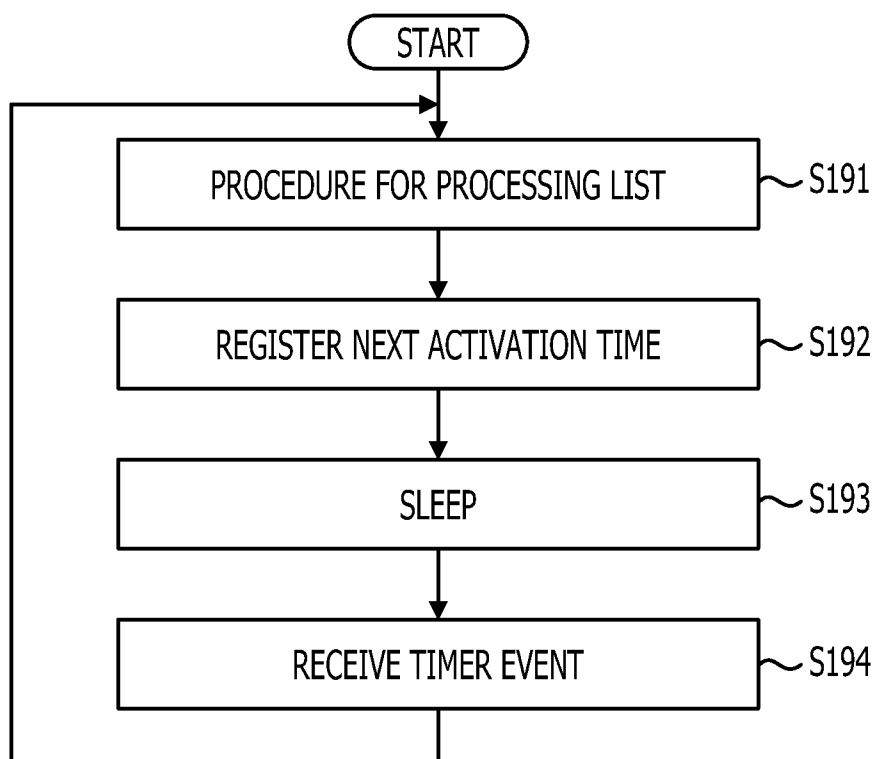 START
PROCEDURE FOR PROCESSING LIST
S191
REGISTER NEXT ACTIVATION TIME
S192
SLEEP
S193
RECEIVE TIMER EVENT
S194